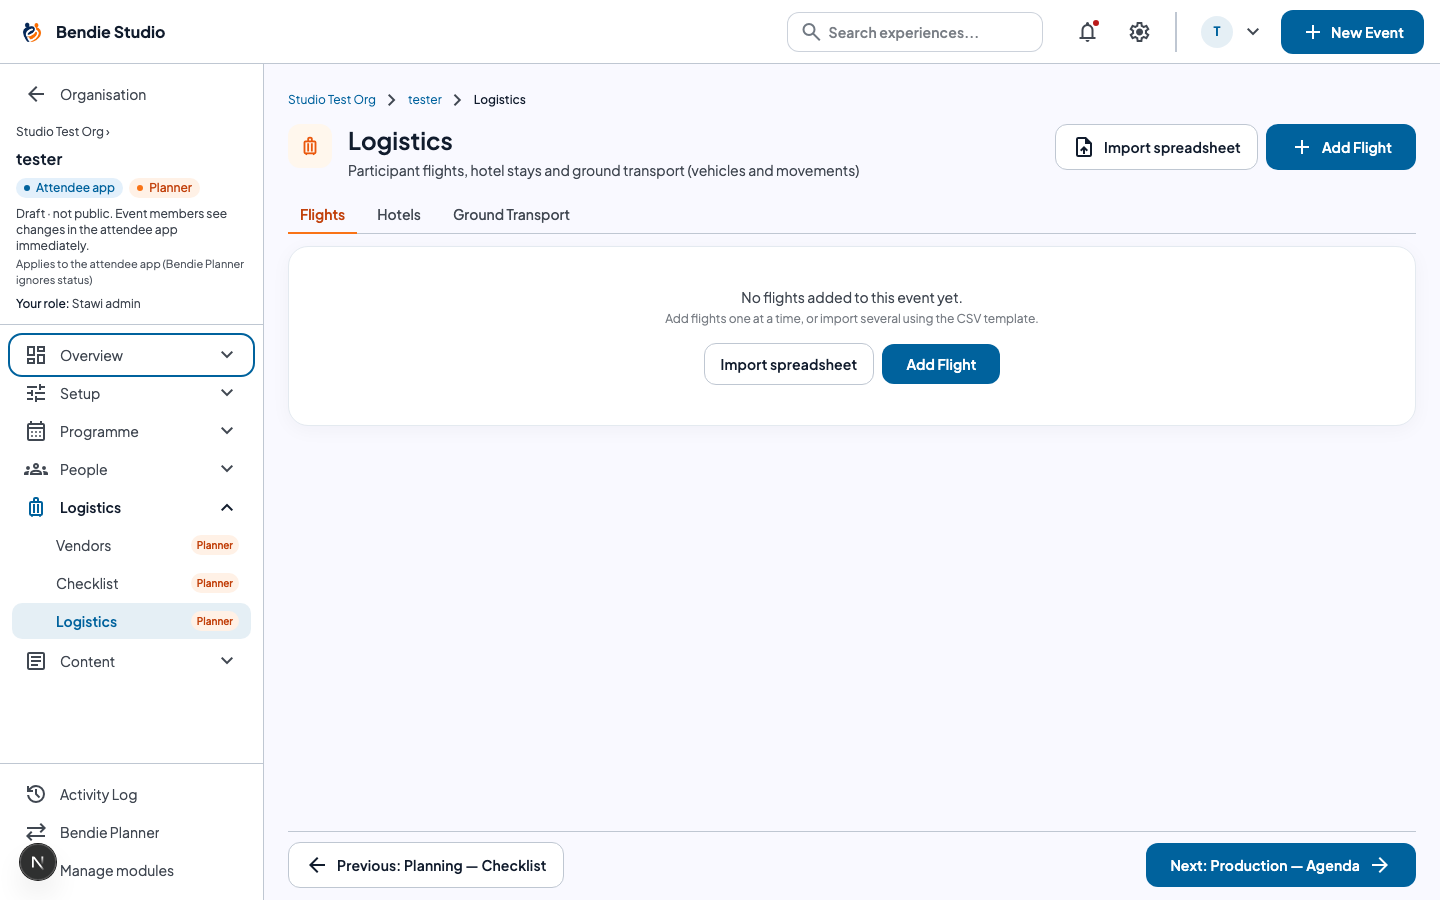 Bendie Studio
Search experiences...
T
New Event
Organisation
Studio Test Org ›
tester
Attendee app
Planner
Draft · not public. Event members see
changes in the attendee app
immediately.
Applies to the attendee app (Bendie Planner
ignores status)
Your role: Stawi admin
Overview
Setup
Programme
People
Logistics
Vendors
Planner
Checklist
Planner
Logistics
Planner
Content
Activity Log
Bendie Planner
N
Manage modules
Studio Test Org
tester
Logistics
Logistics
Participant flights, hotel stays and ground transport (vehicles and movements)
Import spreadsheet
Add Flight
Flights
Hotels
Ground Transport
No flights added to this event yet.
Add flights one at a time, or import several using the CSV template.
Import spreadsheet
Add Flight
Previous: Planning — Checklist
Next: Production — Agenda